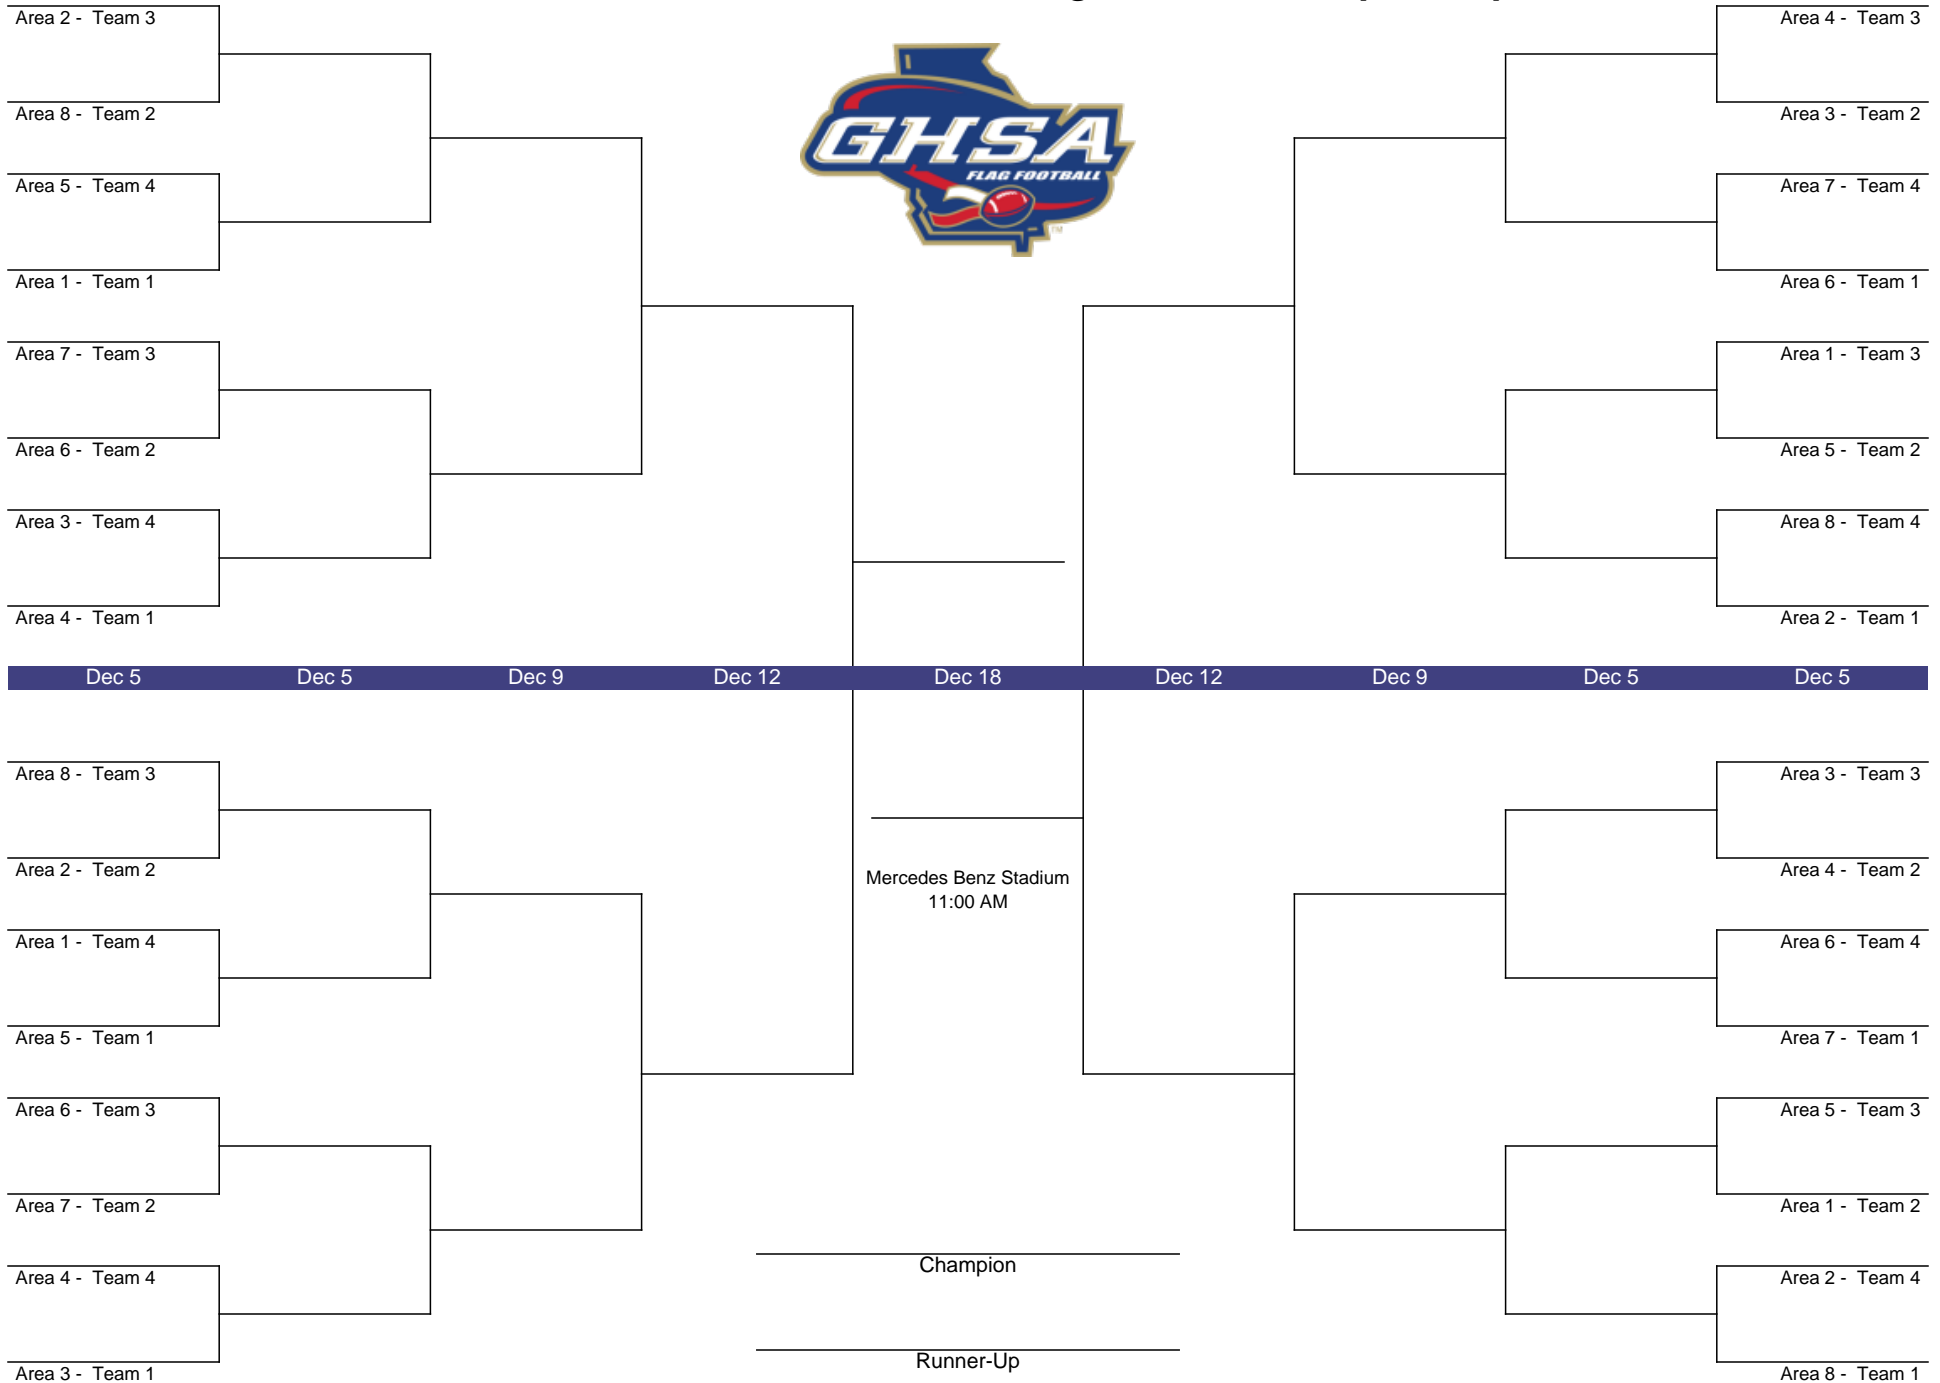 Area 2 - Team 3
Area 8 - Team 2
Area 5 - Team 4
Area 1 - Team 1
Area 7 - Team 3
Area 6 - Team 2
Area 3 - Team 4
Area 4 - Team 1
GHSA
FLAG FOOTBALL
TM
Area 4 - Team 3
Area 3 - Team 2
Area 7 - Team 4
Area 6 - Team 1
Area 1 - Team 3
Area 5 - Team 2
Area 8 - Team 4
Area 2 - Team 1
Dec 5 Dec 5 Dec 9 Dec 12 Dec 18 Dec 12 Dec 9 Dec 5 Dec 5
Area 8 - Team 3
Area 2 - Team 2
Area 1 - Team 4
Area 5 - Team 1
Area 6 - Team 3
Area 7 - Team 2
Area 4 - Team 4
Area 3 - Team 1
Mercedes Benz Stadium
11:00 AM
Champion
Runner-Up
Area 3 - Team 3
Area 4 - Team 2
Area 6 - Team 4
Area 7 - Team 1
Area 5 - Team 3
Area 1 - Team 2
Area 2 - Team 4
Area 8 - Team 1